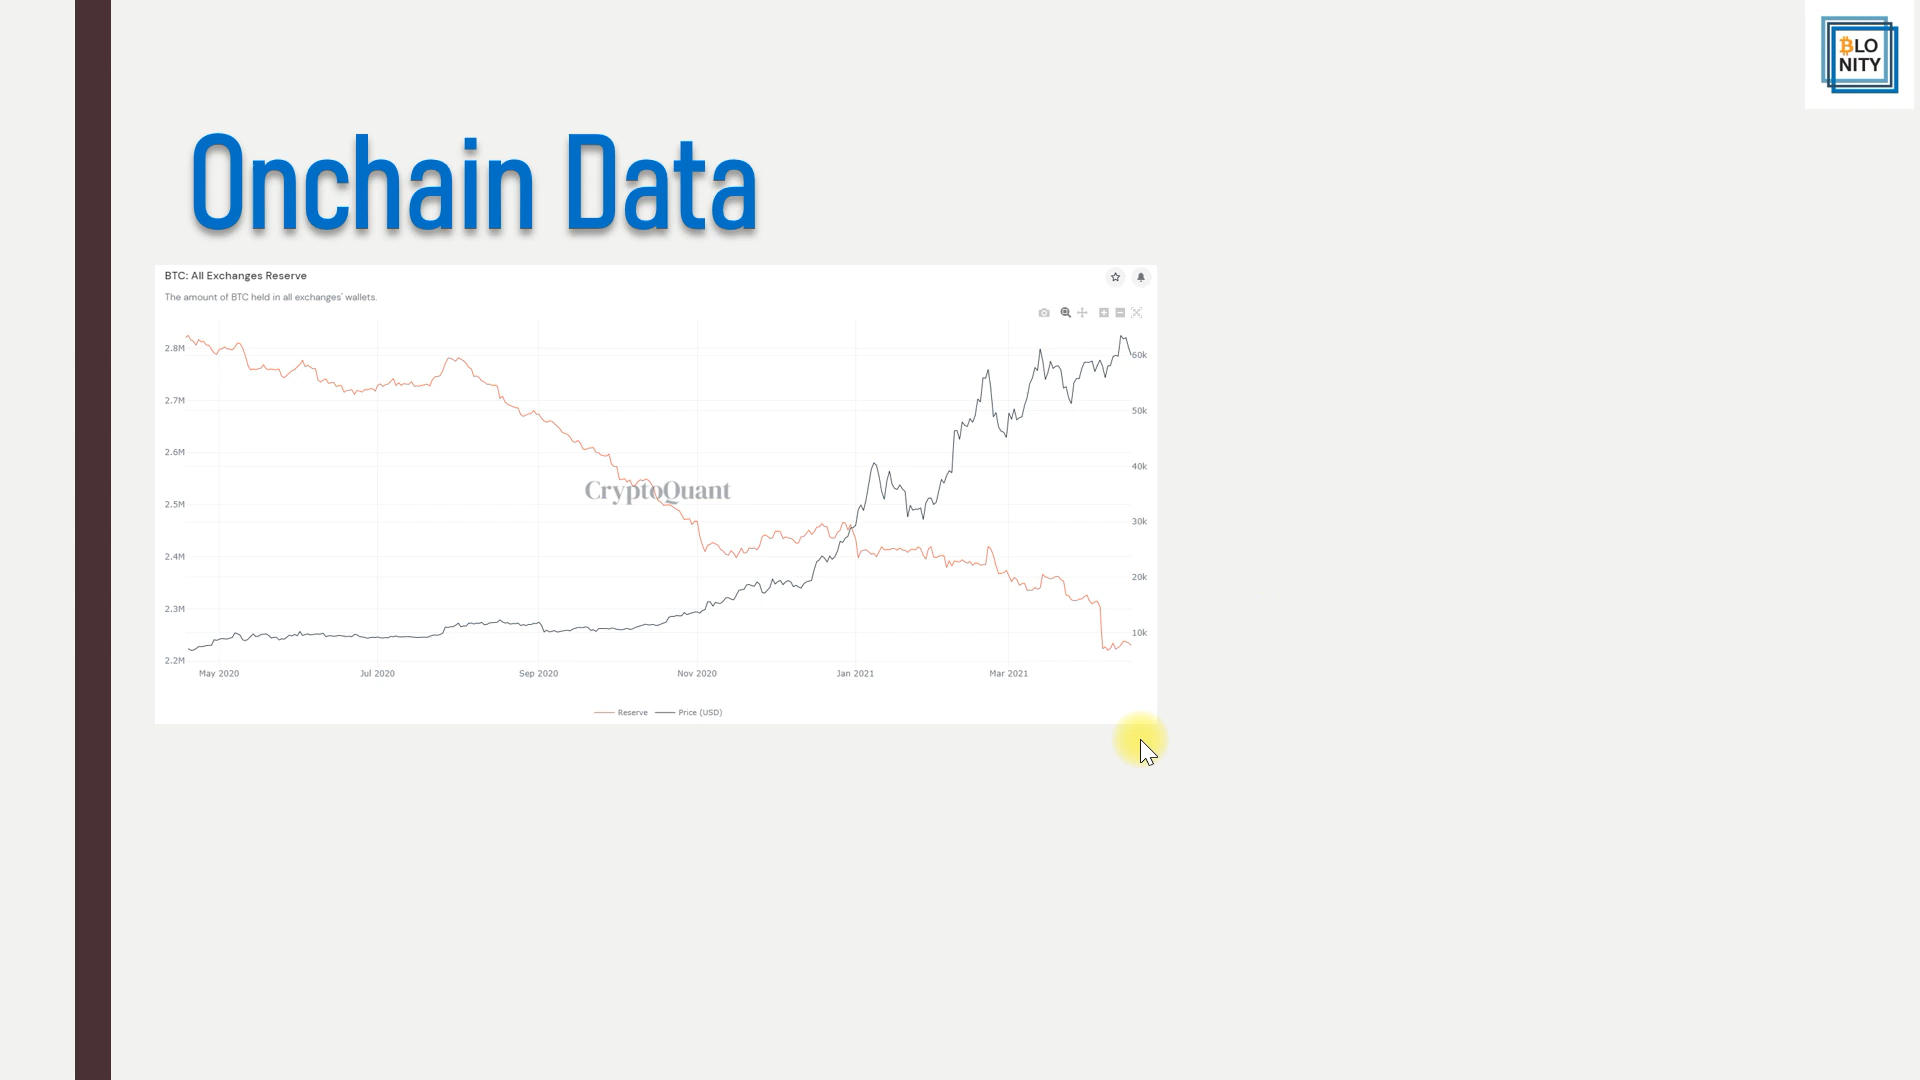 ₿LO
NITY
Onchain Data
BTC: All Exchanges Reserve
The amount of BTC held in all exchanges' wallets.
2.8M
60k
2.7M
50k
2.6M
40k
CryptoQuant
2.5M
30k
2.4M
20k
2.3M
10k
2.2M
May 2020 Jul 2020 Sep 2020 Nov 2020 Jan 2021 Mar 2021
Reserve Price (USD)